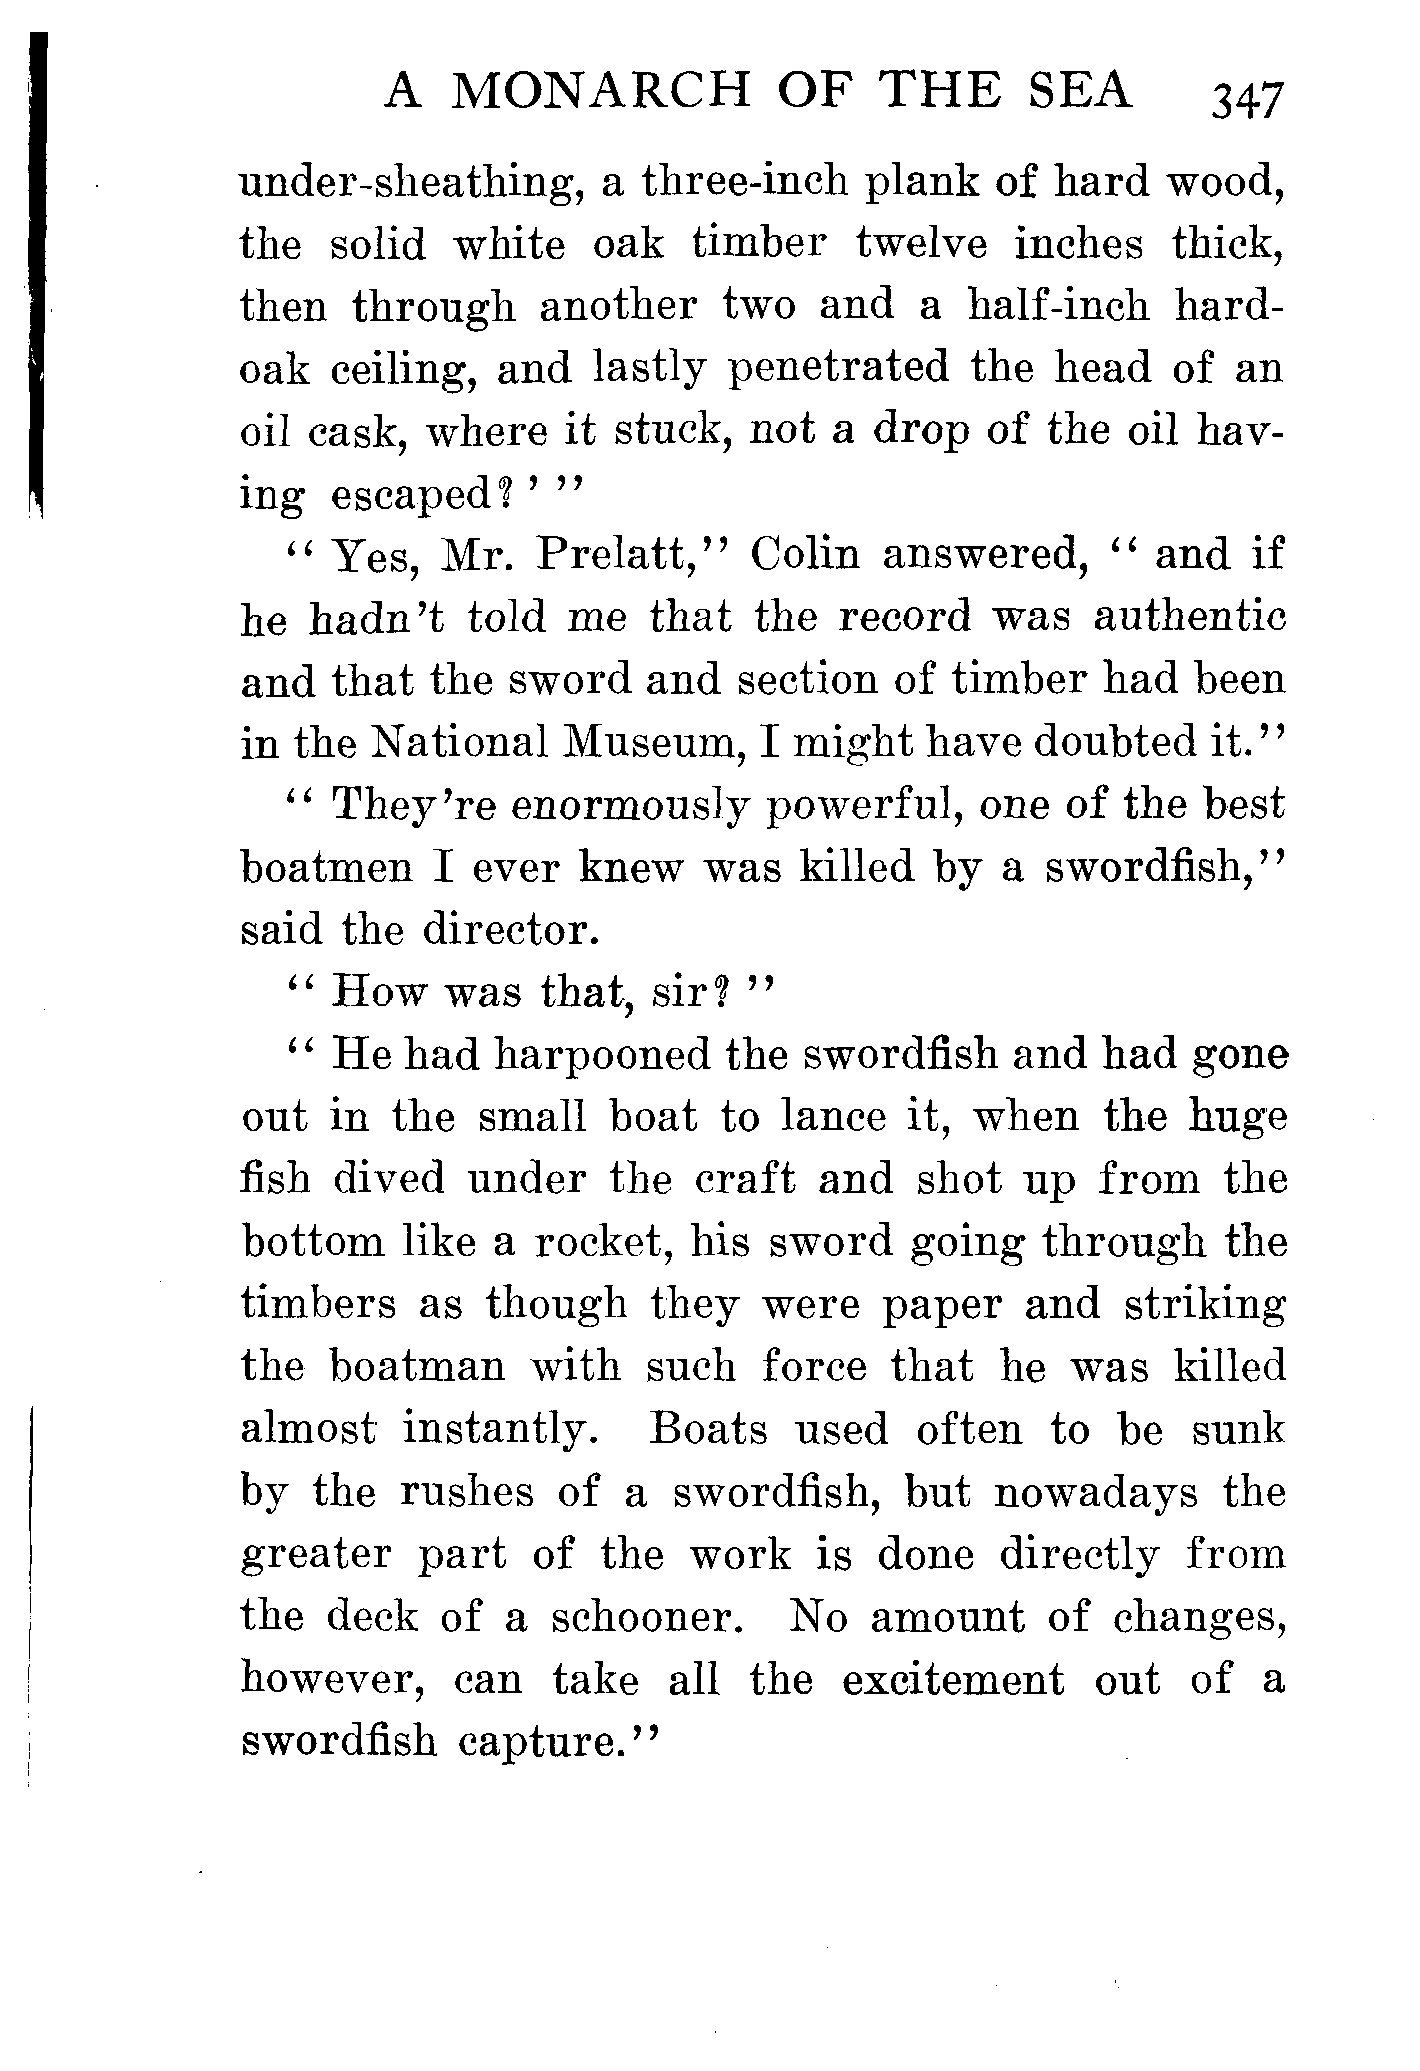 A MONARCH OF THE SEA 347
under-sheathing, a three-inch plank of hard wood,
the solid white oak timber twelve inches thick,
then through another two and a half-inch hard-
oak ceiling, and lastly penetrated the head of an
oil cask, where it stuck, not a drop of the oil hav-
ing escaped?' "
" Yes, Mr. Prelatt," Colin answered, " and if
he hadn't told me that the record was authentic
and that the sword and section of timber had been
in the National Museum, I might have doubted it."
" They're enormously powerful, one of the best
boatmen I ever knew was killed by a swordfish,"
said the director.
" How was that, sir? "
" He had harpooned the swordfish and had gone
out in the small boat to lance it, when the huge
fish dived under the craft and shot up from the
bottom like a rocket, his sword going through the
timbers as though they were paper and striking
the boatman with such force that he was killed
almost instantly. Boats used often to be sunk
by the rushes of a swordfish, but nowadays the
greater part of the work is done directly from
the deck of a schooner. No amount of changes,
however, can take all the excitement out of a
swordfish capture."